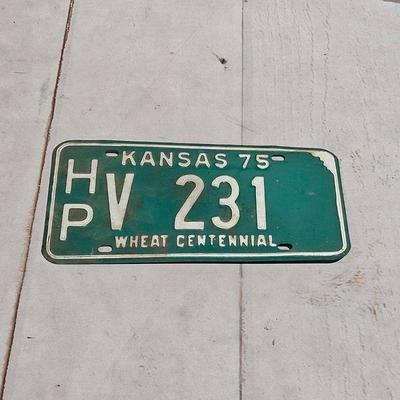 KANSAS 75
HP V 231
WHEAT CENTENNIAL